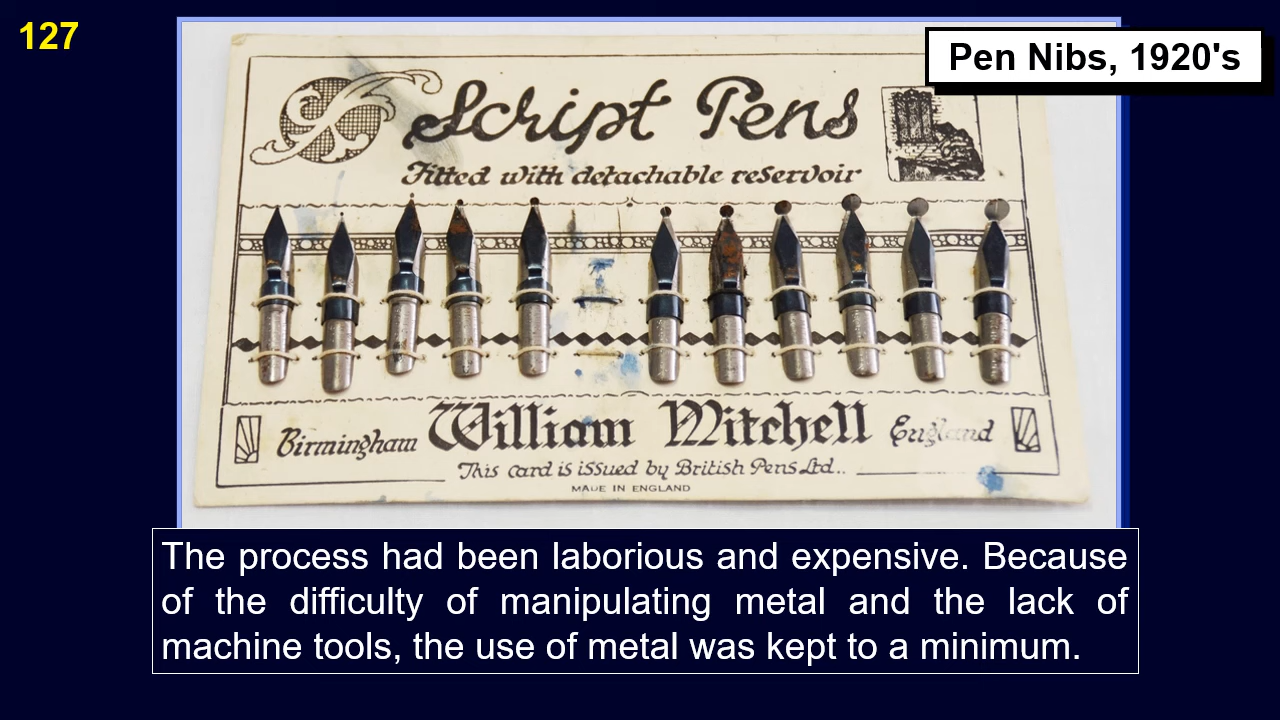 127
Pen Nibs, 1920's
Script Pens
Fitted with detachable reservoir
Birmingham William Mitchell England
This card is issued by British Pens Ltd..
MADE IN ENGLAND
The process had been laborious and expensive. Because
of the difficulty of manipulating metal and the lack of
machine tools, the use of metal was kept to a minimum.